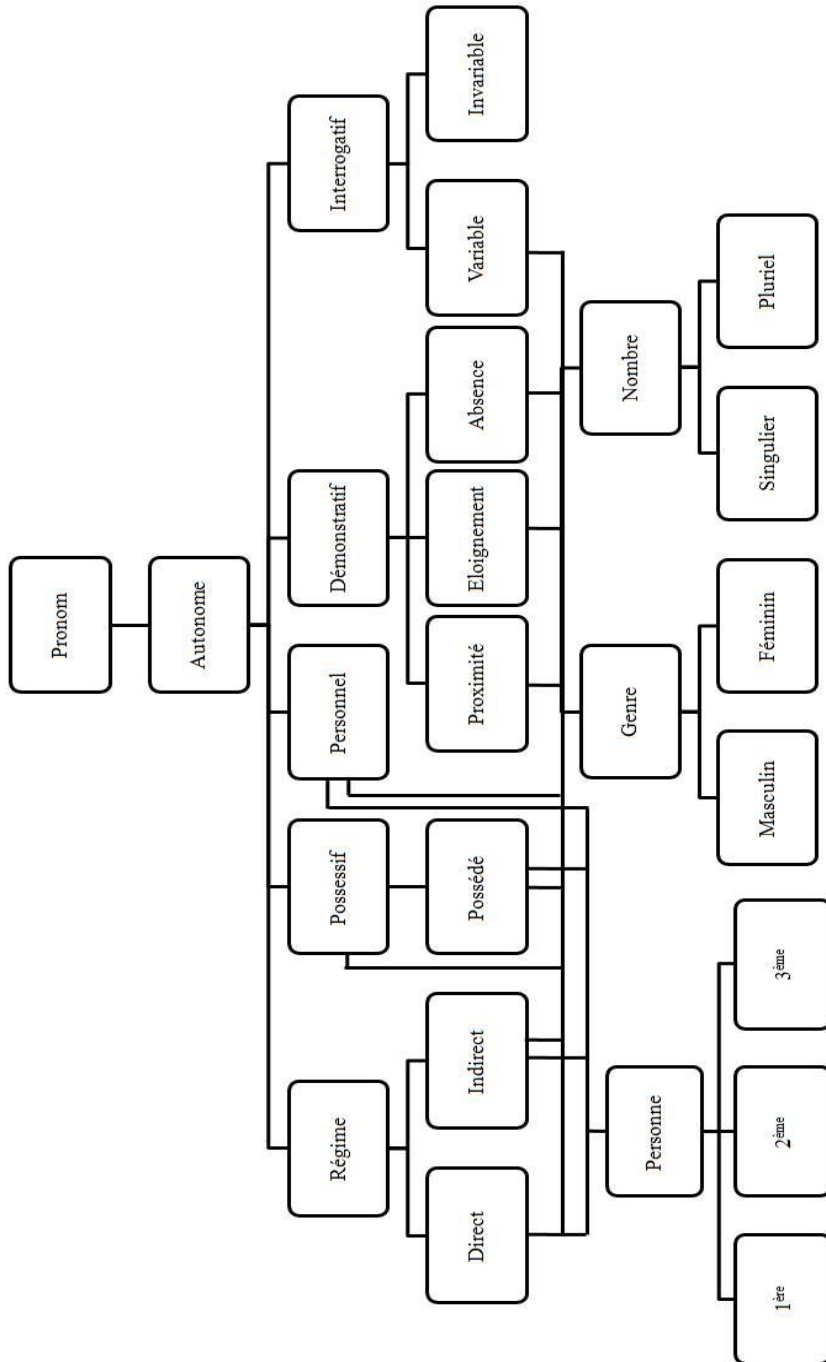 Pronom
Autonome
Régime
Possessif
Personnel
Démonstratif
Interrogatif
Direct
Indirect
Possédé
Proximité
Eloignement
Absence
Variable
Invariable
Personne
Genre
Nombre
1ère
2ème
3ème
Masculin
Féminin
Singulier
Pluriel